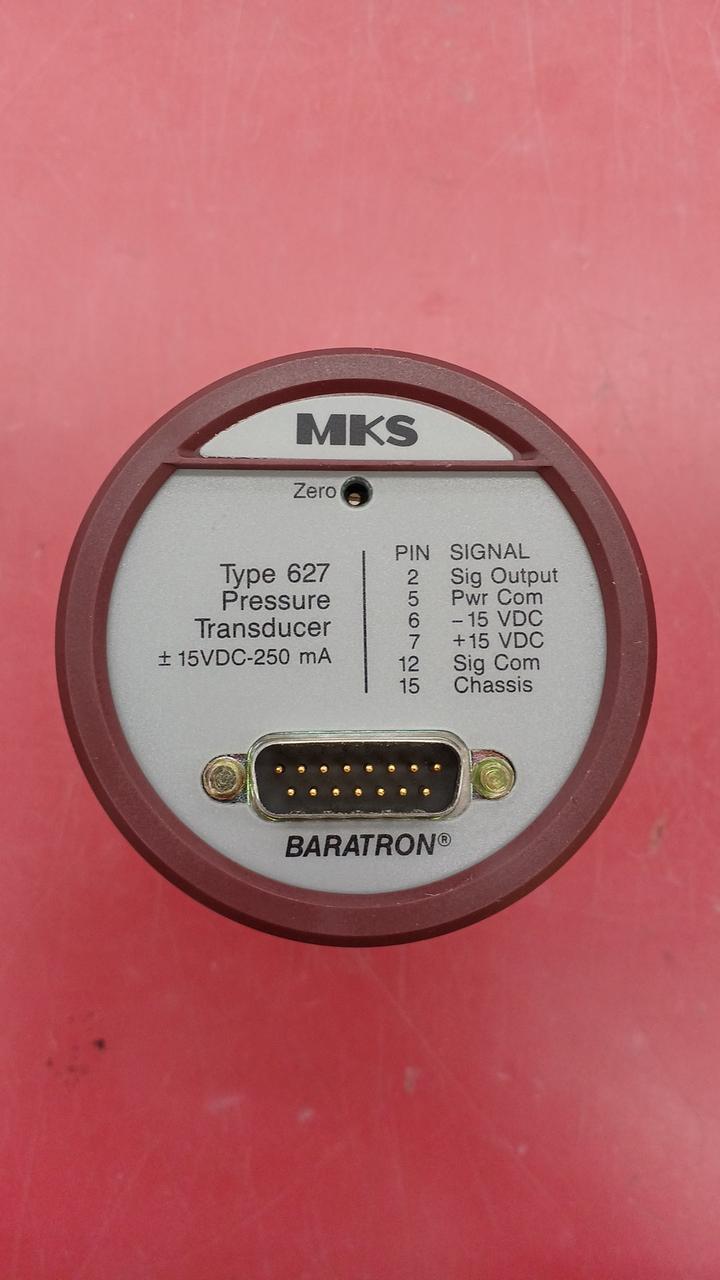 MKS
Zero
Type 627
Pressure
Transducer
± 15VDC-250 mA
PIN SIGNAL
2 Sig Output
5 Pwr Com
6 –15 VDC
7 +15 VDC
12 Sig Com
15 Chassis
BARATRON®